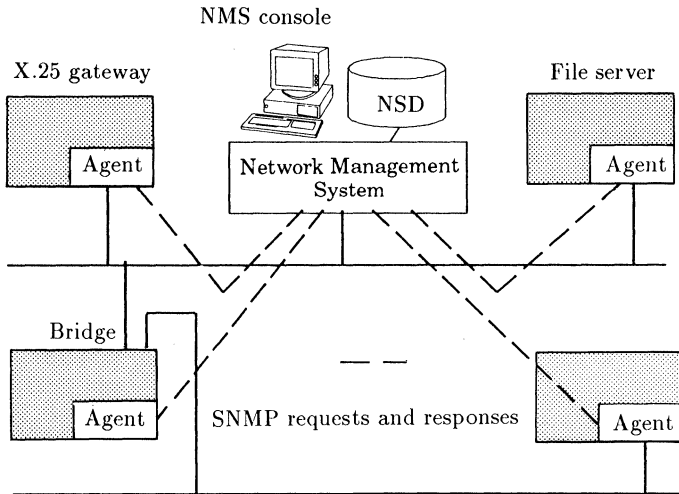 NMS console
X.25 gateway
File server
NSD
Agent
Network Management
System
Agent
Bridge
Agent
SNMP requests and responses
Agent